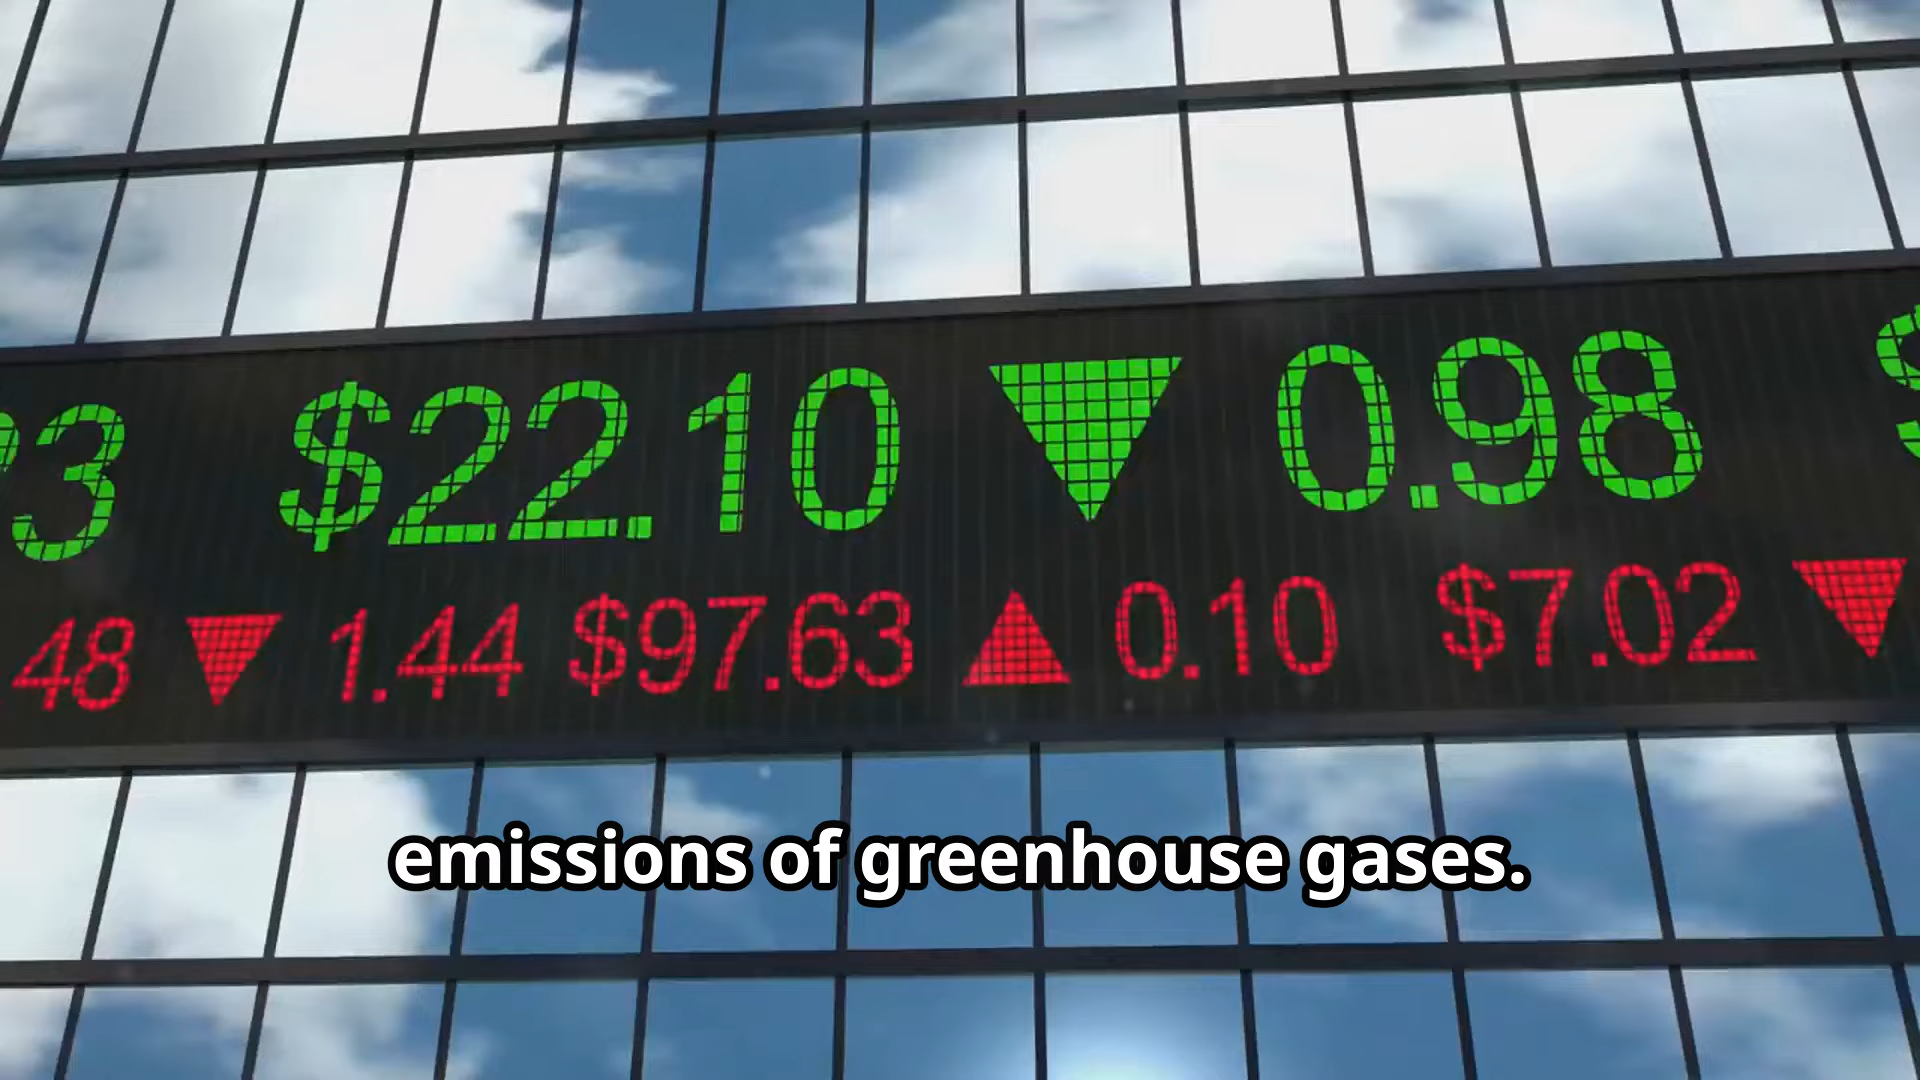 3 $22.10 ▼ 0.98
48 ▼ 1.44 $97.63 ▲ 0.10 $7.02 ▼
emissions of greenhouse gases.